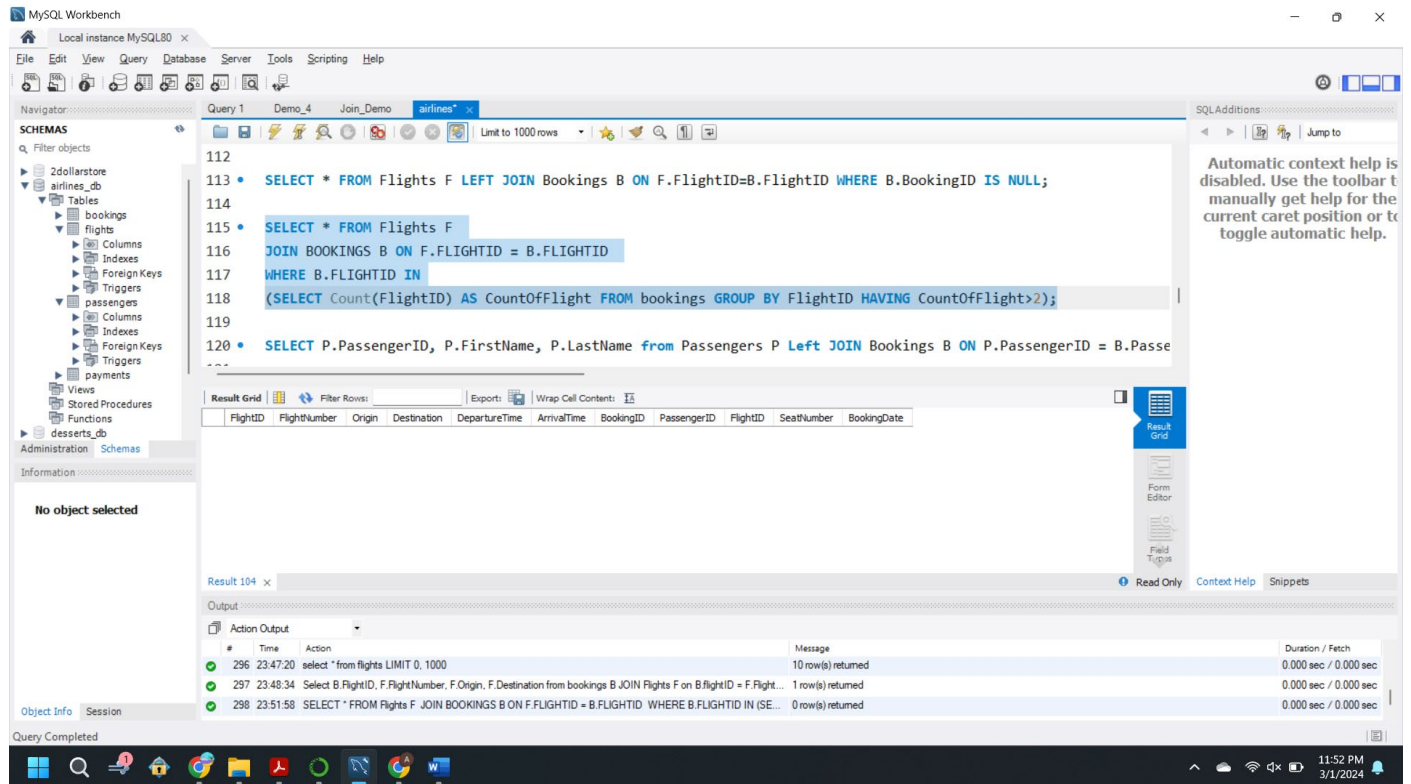 MySQL Workbench
Local instance MySQL80
File Edit View Query Database Server Tools Scripting Help
Navigator
SCHEMAS
Filter objects
2dollarstore
airlines_db
Tables
bookings
flights
Columns
Indexes
Foreign Keys
Triggers
passengers
Columns
Indexes
Foreign Keys
Triggers
payments
Views
Stored Procedures
Functions
desserts_db
Administration Schemas
Information
No object selected
Object Info Session
Query Completed
Query 1 Demo_4 Join_Demo airlines*
Limit to 1000 rows
112
113 SELECT * FROM Flights F LEFT JOIN Bookings B ON F.FlightID=B.FlightID WHERE B.BookingID IS NULL;
114
115 SELECT * FROM Flights F
116 JOIN BOOKINGS B ON F.FLIGHTID = B.FLIGHTID
117 WHERE B.FLIGHTID IN
118 (SELECT Count(FlightID) AS CountOfFlight FROM bookings GROUP BY FlightID HAVING CountOfFlight>2);
119
120 SELECT P.PassengerID, P.FirstName, P.LastName from Passengers P Left JOIN Bookings B ON P.PassengerID = B.Passe
Result Grid Filter Rows: Export: Wrap Cell Content:
FlightID FlightNumber Origin Destination DepartureTime ArrivalTime BookingID PassengerID FlightID SeatNumber BookingDate
Result
Grid
Form
Editor
Field
Types
Result 104 Read Only
Output
Action Output
# Time Action Message Duration / Fetch
296 23:47:20 select * from flights LIMIT 0, 1000 10 row(s) returned 0.000 sec / 0.000 sec
297 23:48:34 Select B.FlightID, F.FlightNumber, F.Origin, F.Destination from bookings B JOIN Flights F on B.flightID = F.Flight... 1 row(s) returned 0.000 sec / 0.000 sec
298 23:51:58 SELECT * FROM Flights F JOIN BOOKINGS B ON F.FLIGHTID = B.FLIGHTID WHERE B.FLIGHTID IN (SE... 0 row(s) returned 0.000 sec / 0.000 sec
SQLAdditions
Jump to
Automatic context help is
disabled. Use the toolbar t
manually get help for the
current caret position or to
toggle automatic help.
Context Help Snippets
11:52 PM
3/1/2024